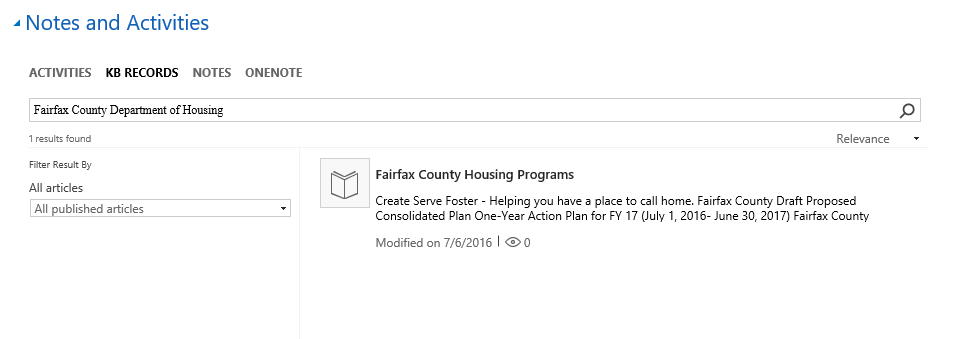 Notes and Activities
ACTIVITIES KB RECORDS NOTES ONENOTE
Fairfax County Department of Housing
1 results found
Relevance
Filter Result By
All articles
All published articles
Fairfax County Housing Programs
Create Serve Foster - Helping you have a place to call home. Fairfax County Draft Proposed
Consolidated Plan One-Year Action Plan for FY 17 (July 1, 2016- June 30, 2017) Fairfax County
Modified on 7/6/2016 | 0